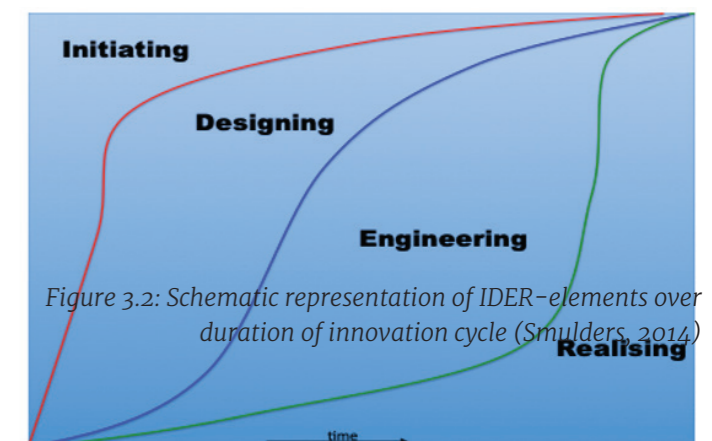 Initiating
Designing
Engineering
Figure 3.2: Schematic representation of IDER-elements over
duration of innovation cycle (Smulders, 2014)
Realising
time